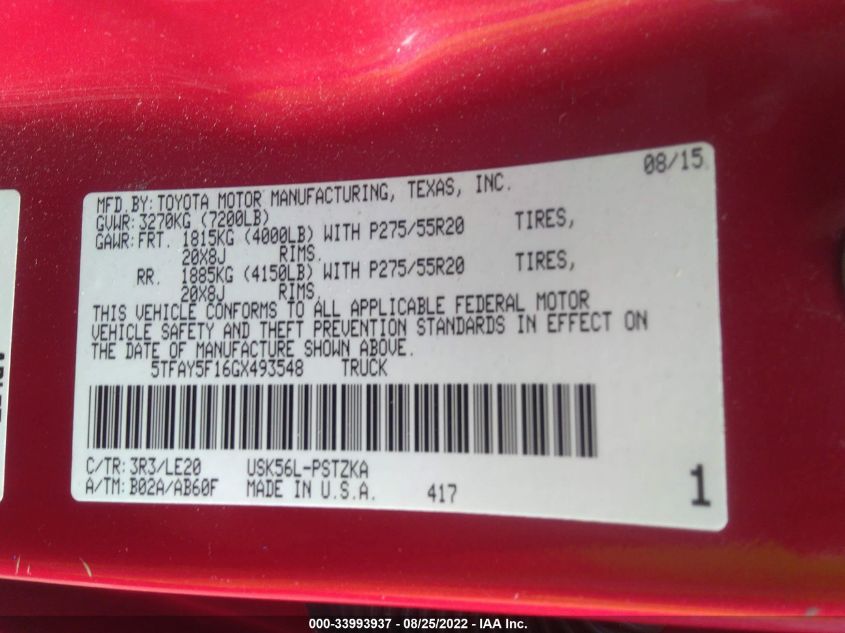 08/15
MFD BY: TOYOTA MOTOR MANUFACTURING, TEXAS, INC.
GVWR: 3270KG (7200LB)
GAWR: FRT. 1815KG (4000LB) WITH P275/55R20 TIRES,
20X8J RIMS.
RR. 1885KG (4150LB) WITH P275/55R20 TIRES,
20X8J RIMS.
THIS VEHICLE CONFORMS TO ALL APPLICABLE FEDERAL MOTOR
VEHICLE SAFETY AND THEFT PREVENTION STANDARDS IN EFFECT ON
THE DATE OF MANUFACTURE SHOWN ABOVE.
5TFAY5F16GX493548 TRUCK
C/TR: 3R3/LE20 USK56L-PSTZKA
A/TM: B02A/AB60F MADE IN U.S.A. 417 1
000-33993937 - 08/25/2022 - IAA Inc.